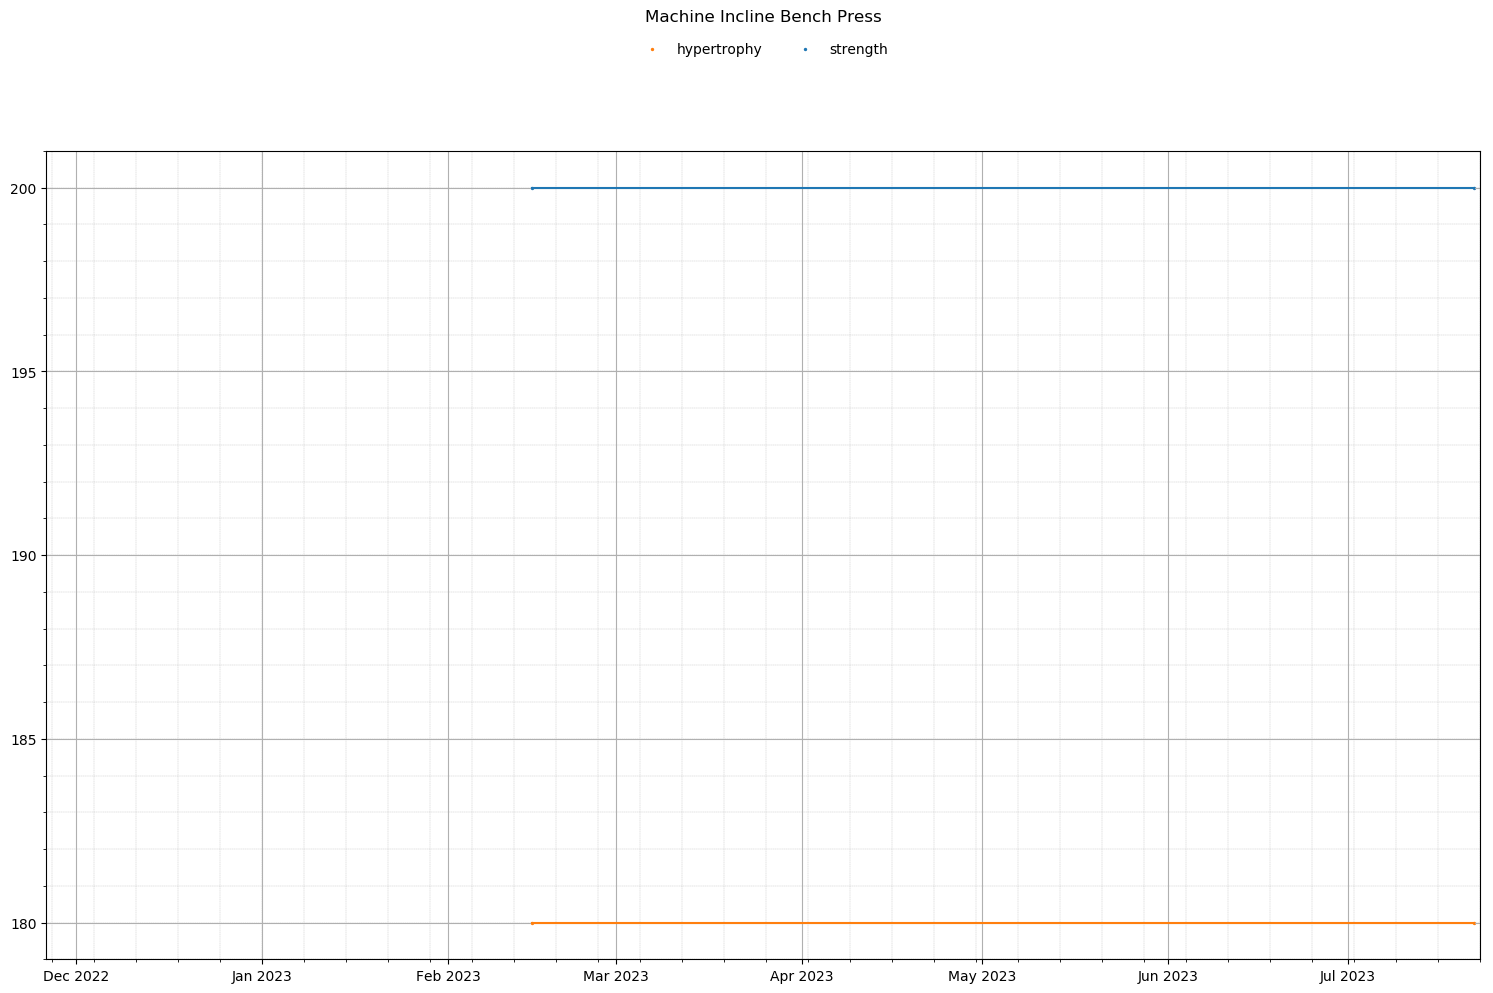 Machine Incline Bench Press
hypertrophy strength
200
195
190
185
180
Dec 2022 Jan 2023 Feb 2023 Mar 2023 Apr 2023 May 2023 Jun 2023 Jul 2023